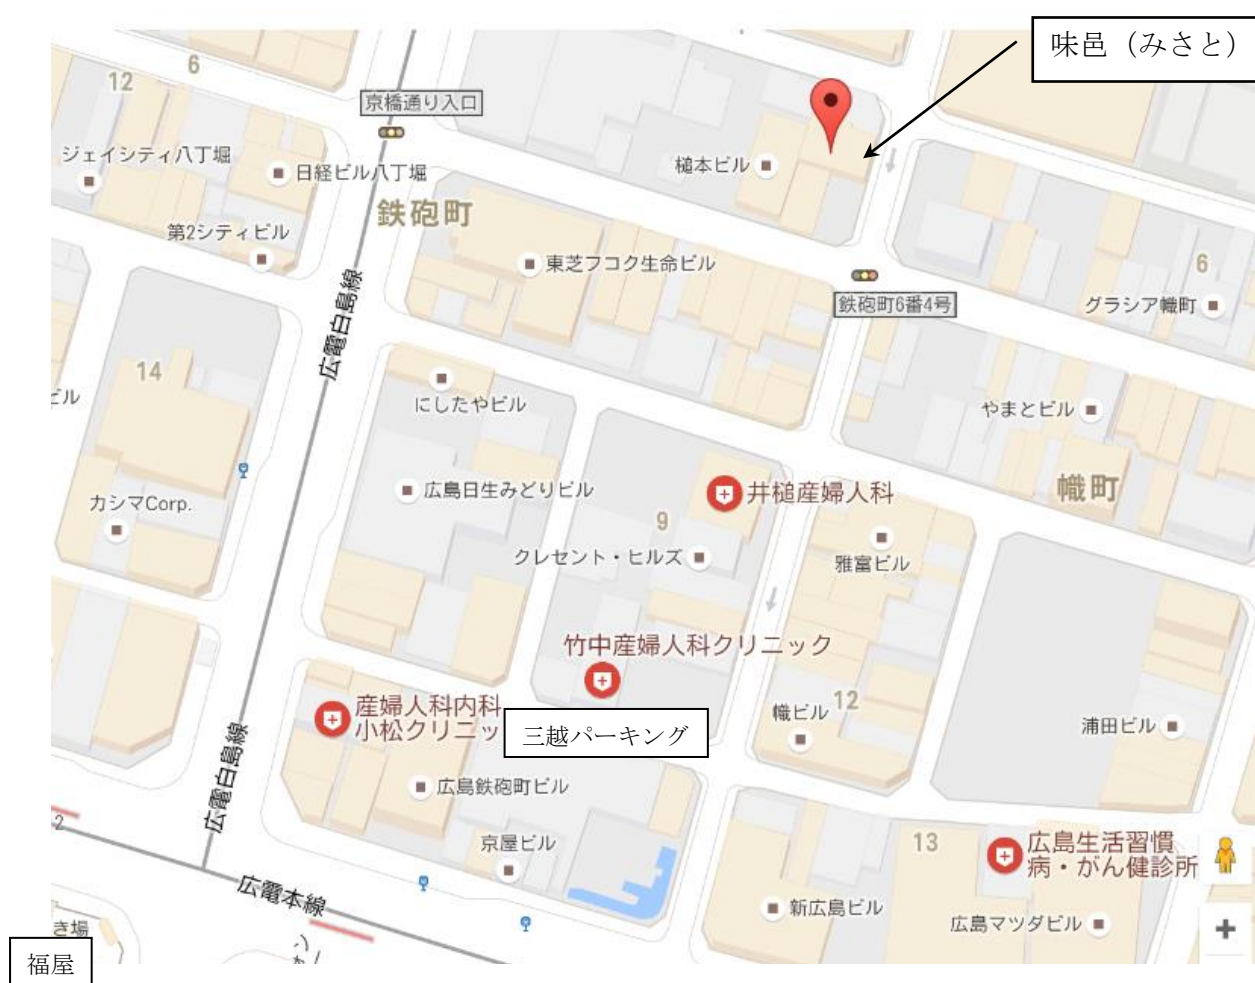 味邑（みさと）
6
12
京橋通り入口
ジェイシティ八丁堀
日経ビル八丁堀
槌本ビル
鉄砲町
第2シティビル
東芝フコク生命ビル
6
広電白島線
鉄砲町6番4号
グラシア幟町
14
ビル
にしたやビル
やまとビル
広島日生みどりビル
井槌産婦人科
幟町
カシマCorp.
9
クレセント・ヒルズ
雅富ビル
竹中産婦人科クリニック
産婦人科内科
小松クリニッ
三越パーキング
幟ビル
12
浦田ビル
広電白島線
広島鉄砲町ビル
2
京屋ビル
13
広島生活習慣
病・がん健診所
広電本線
新広島ビル
広島マツダビル
き場
福屋